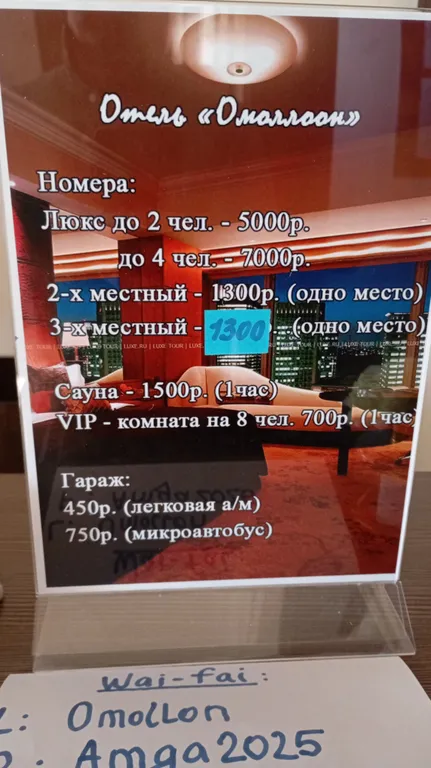 Отель «Омоллоон»
Номера:
Люкс до 2 чел. - 5000р.
до 4 чел. - 7000р.
2-х местный - 1300р. (одно место)
3-х местный - 1300 . (одно место)
Сауна - 1500р. (1час)
VIP - комната на 8 чел. 700р. (1час
Гараж:
450р. (легковая а/м)
750р. (микроавтобус)
Wai-fai:
: Omollon
. Amga2025